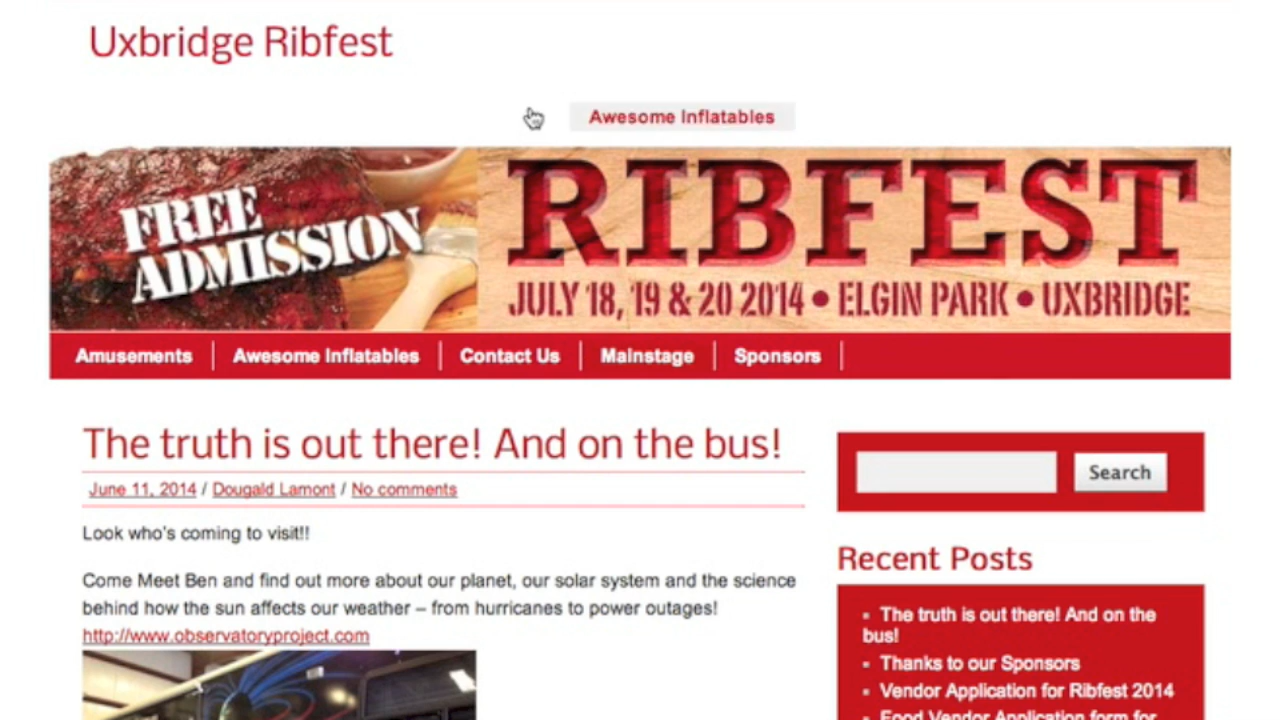 Uxbridge Ribfest
Awesome Inflatables
FREE
ADMISSION
RIBFEST
JULY 18, 19 & 20 2014 • ELGIN PARK • UXBRIDGE
Amusements | Awesome Inflatables | Contact Us | Mainstage | Sponsors |
The truth is out there! And on the bus!
June 11, 2014 / Dougald Lamont / No comments
Look who's coming to visit!!
Come Meet Ben and find out more about our planet, our solar system and the science
behind how the sun affects our weather – from hurricanes to power outages!
http://www.observatoryproject.com
Search
Recent Posts
The truth is out there! And on the
bus!
Thanks to our Sponsors
Vendor Application for Ribfest 2014
Food Vendor Application form for